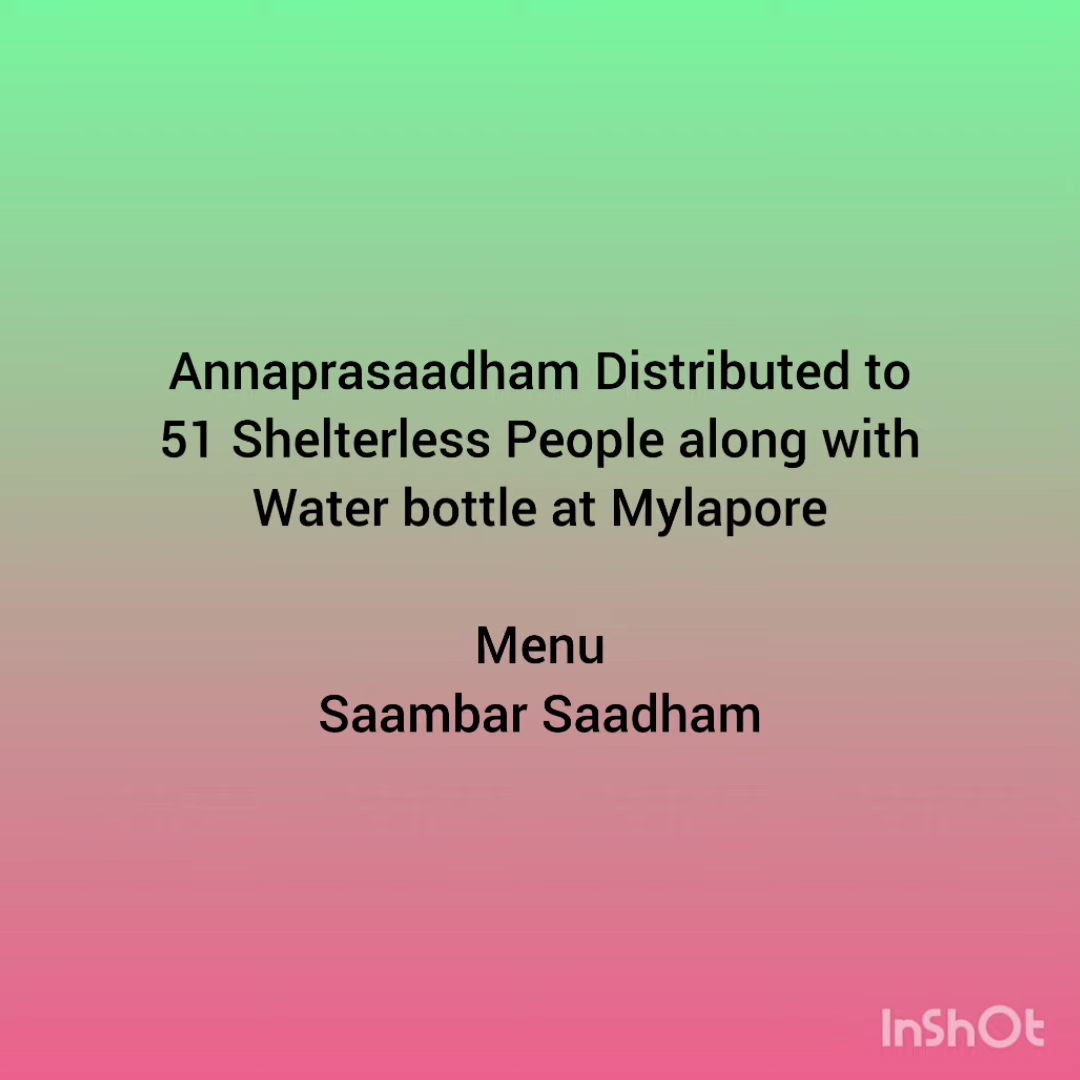 Annaprasaadham Distributed to
51 Shelterless People along with
Water bottle at Mylapore
Menu
Saambar Saadham
InShOt